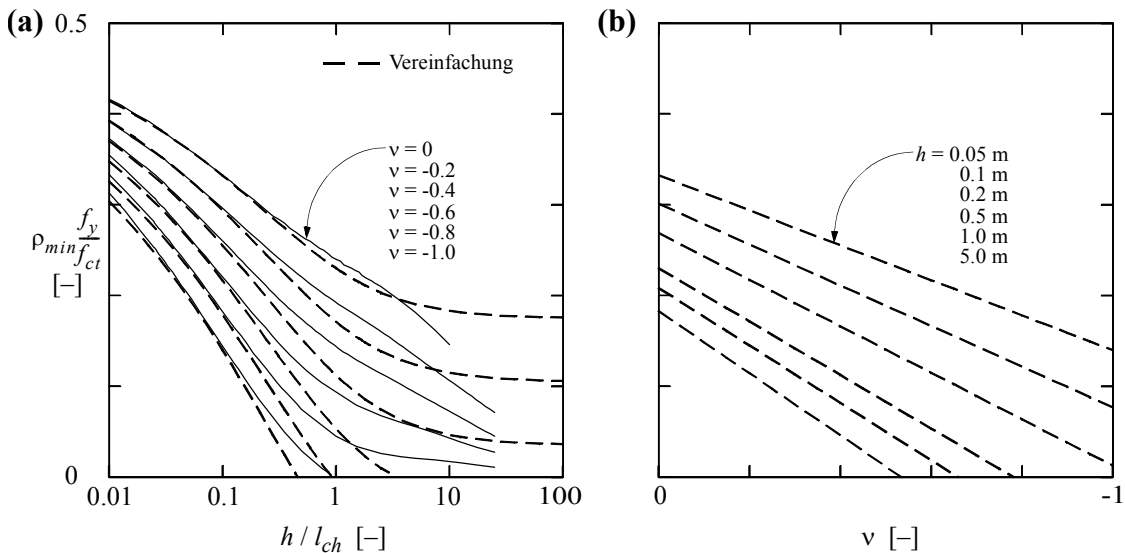 (a)
0.5
Vereinfachung
ν = 0
ν = -0.2
ν = -0.4
ν = -0.6
ν = -0.8
ν = -1.0
ρmin fy/fct
[–]
0
0.01 0.1 1 10 100
h / lch [–]
(b)
h = 0.05 m
0.1 m
0.2 m
0.5 m
1.0 m
5.0 m
0 -1
ν [–]